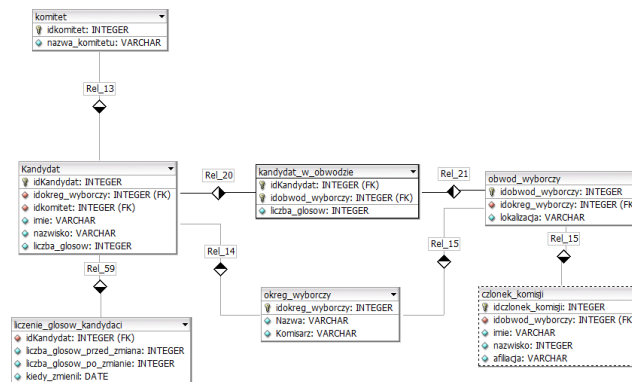 komitet
idkomitet: INTEGER
nazwa_komitetu: VARCHAR
Rel_13
Kandydat
idKandydat: INTEGER
idokreg_wyborczy: INTEGER (FK)
idkomitet: INTEGER (FK)
imie: VARCHAR
nazwisko: VARCHAR
liczba_glosow: INTEGER
Rel_20
kandydat_w_obwodzie
idKandydat: INTEGER (FK)
idobwod_wyborczy: INTEGER (FK)
liczba_glosow: INTEGER
Rel_21
obwod_wyborczy
idobwod_wyborczy: INTEGER
idokreg_wyborczy: INTEGER (FK
lokalizacja: VARCHAR
Rel_14
Rel_15
Rel_15
Rel_59
okreg_wyborczy
idokreg_wyborczy: INTEGER
Nazwa: VARCHAR
Komisarz: VARCHAR
czlonek_komisji
idczlonek_komisji: INTEGER
idobwod_wyborczy: INTEGER (FK
imie: VARCHAR
nazwisko: INTEGER
afiliacja: VARCHAR
liczenie_glosow_kandydaci
idKandydat: INTEGER (FK)
liczba_glosow_przed_zmiana: INTEGER
liczba_glosow_po_zmianie: INTEGER
kiedy_zmienil: DATE